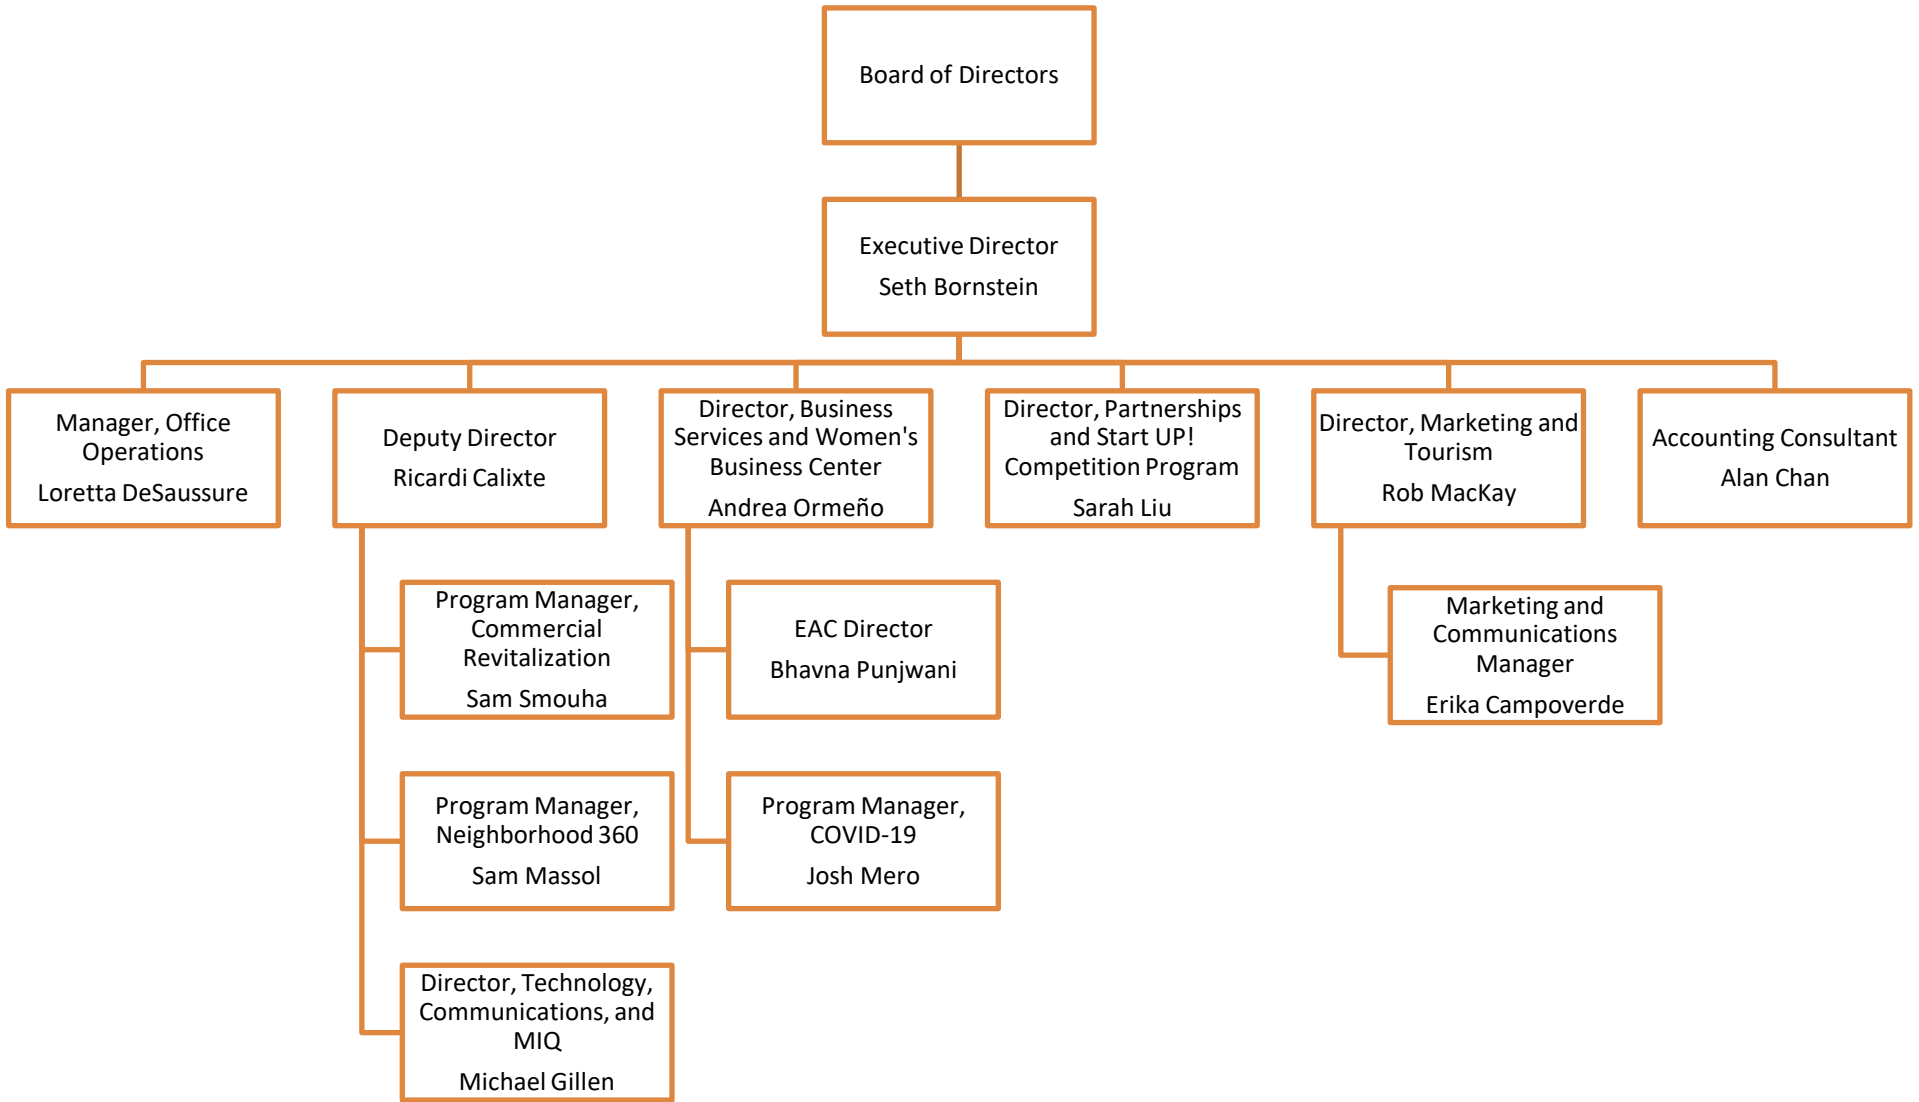 Board of Directors
Executive Director
Seth Bornstein
Manager, Office
Operations
Loretta DeSaussure
Deputy Director
Ricardi Calixte
Director, Business
Services and Women's
Business Center
Andrea Ormeño
Director, Partnerships
and Start UP!
Competition Program
Sarah Liu
Director, Marketing and
Tourism
Rob MacKay
Accounting Consultant
Alan Chan
Program Manager,
Commercial
Revitalization
Sam Smouha
EAC Director
Bhavna Punjwani
Marketing and
Communications
Manager
Erika Campoverde
Program Manager,
Neighborhood 360
Sam Massol
Program Manager,
COVID-19
Josh Mero
Director, Technology,
Communications, and
MIQ
Michael Gillen